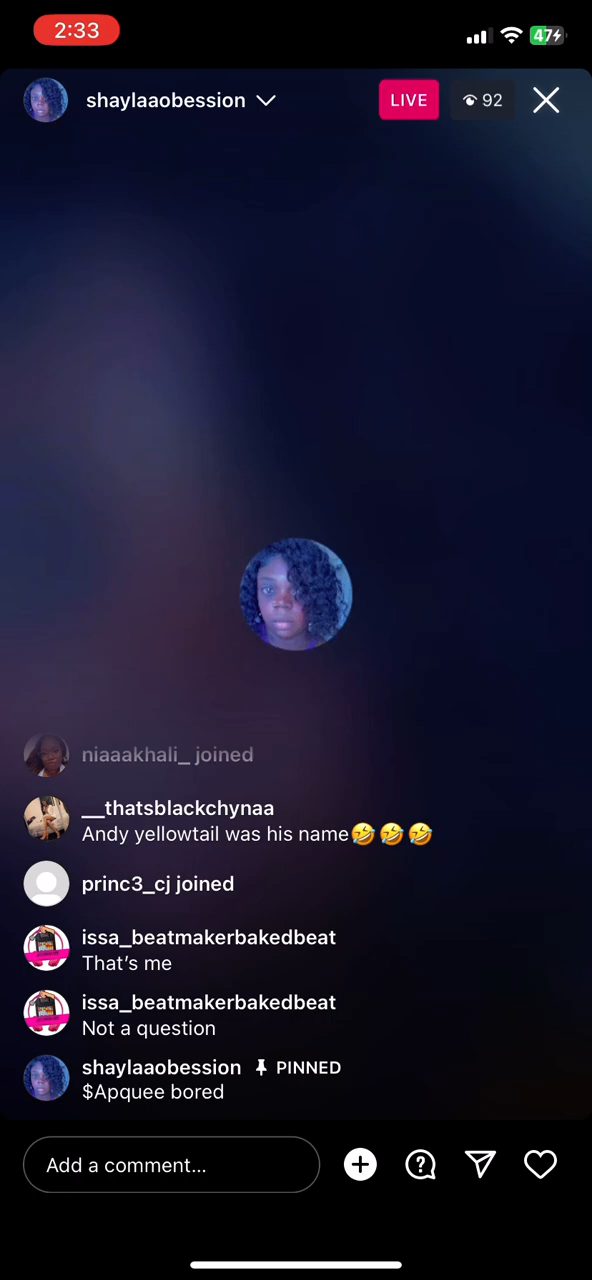 2:33
47
shaylaaobession
LIVE
92
niaaakhali_ joined
__thatsblackchynaa
Andy yellowtail was his name🤣🤣🤣
princ3_cj joined
issa_beatmakerbakedbeat
That’s me
issa_beatmakerbakedbeat
Not a question
shaylaaobession PINNED
$Apquee bored
Add a comment...